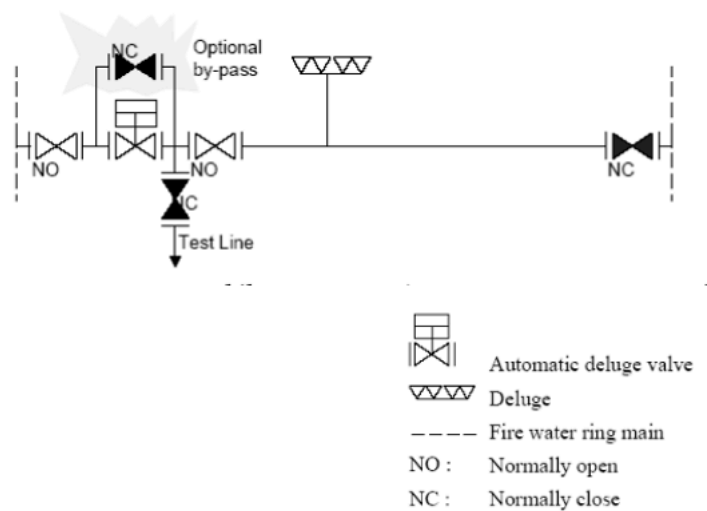 NC
Optional
by-pass
NO
NO
NC
Test Line
Automatic deluge valve
Deluge
Fire water ring main
NO : Normally open
NC : Normally close